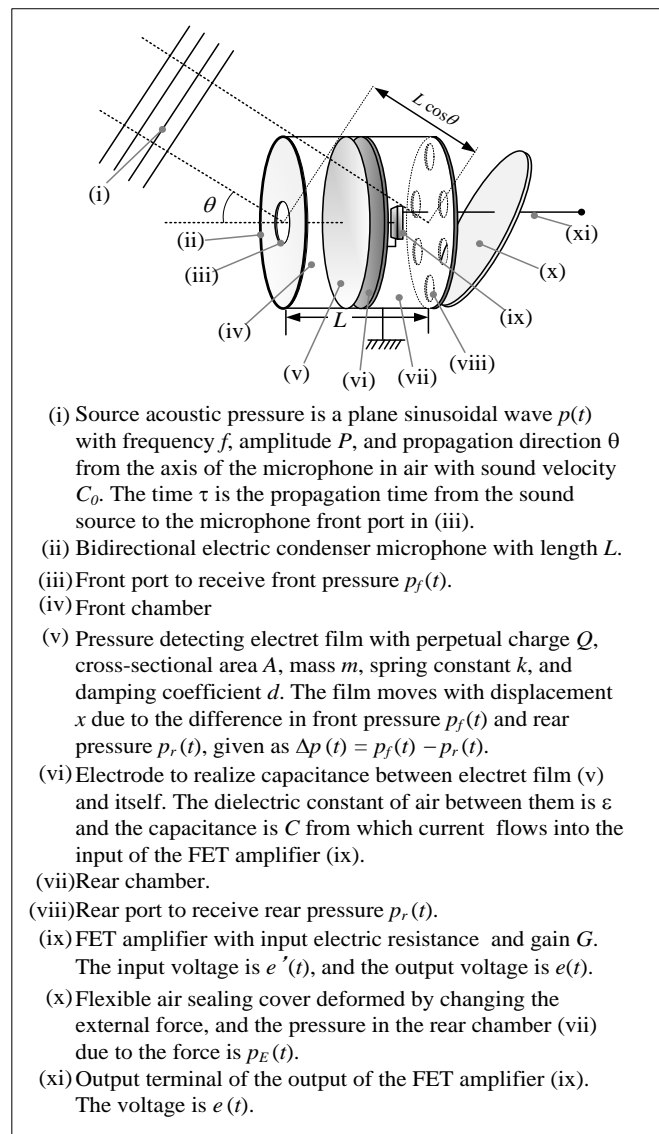 L cosθ
(i)
θ
(ii)
(iii)
(iv)
L
(v)
(vi)
(vii)
(viii)
(ix)
(x)
(xi)
(i) Source acoustic pressure is a plane sinusoidal wave p(t)
with frequency f, amplitude P, and propagation direction θ
from the axis of the microphone in air with sound velocity
C₀. The time τ is the propagation time from the sound
source to the microphone front port in (iii).
(ii) Bidirectional electric condenser microphone with length L.
(iii) Front port to receive front pressure p_f(t).
(iv) Front chamber
(v) Pressure detecting electret film with perpetual charge Q,
cross-sectional area A, mass m, spring constant k, and
damping coefficient d. The film moves with displacement
x due to the difference in front pressure p_f(t) and rear
pressure p_r(t), given as Δp (t) = p_f(t) − p_r(t).
(vi) Electrode to realize capacitance between electret film (v)
and itself. The dielectric constant of air between them is ε
and the capacitance is C from which current flows into the
input of the FET amplifier (ix).
(vii) Rear chamber.
(viii) Rear port to receive rear pressure p_r(t).
(ix) FET amplifier with input electric resistance and gain G.
The input voltage is e′(t), and the output voltage is e(t).
(x) Flexible air sealing cover deformed by changing the
external force, and the pressure in the rear chamber (vii)
due to the force is p_E(t).
(xi) Output terminal of the output of the FET amplifier (ix).
The voltage is e (t).